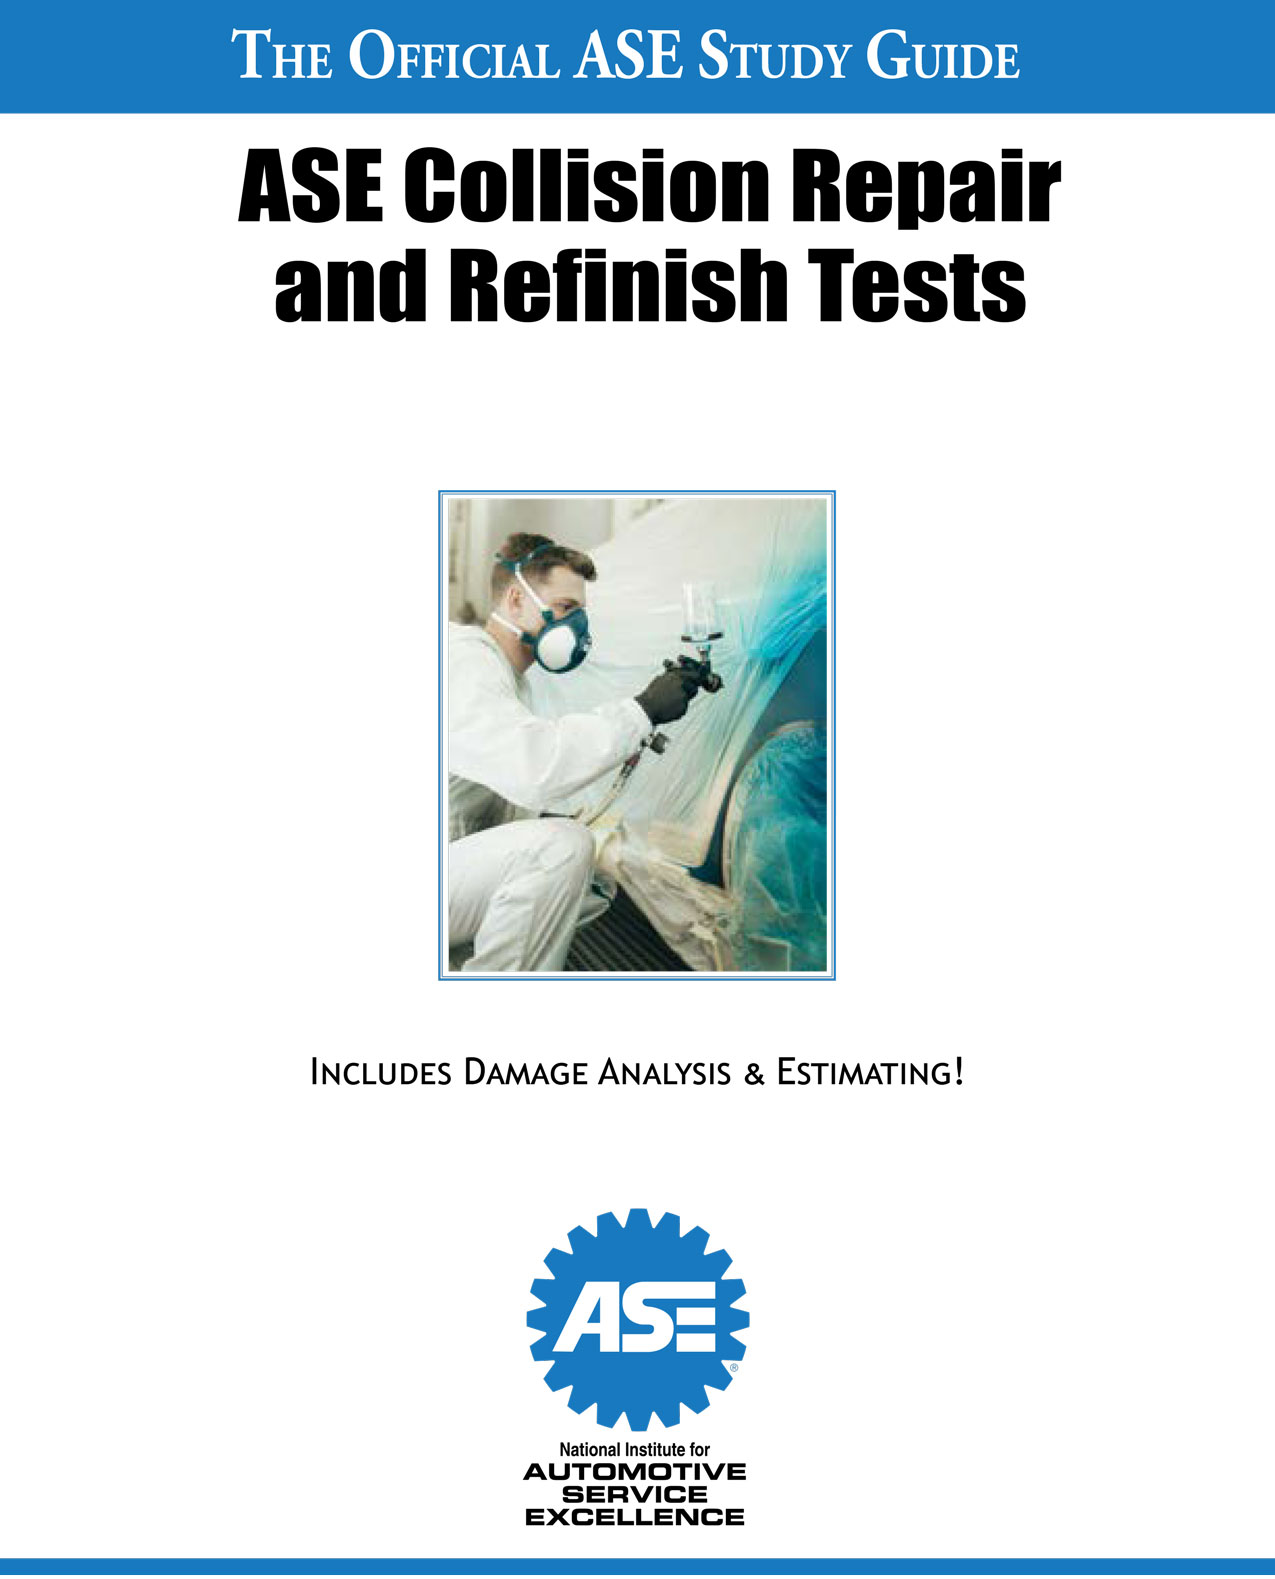 THE OFFICIAL ASE STUDY GUIDE
ASE Collision Repair
and Refinish Tests
INCLUDES DAMAGE ANALYSIS & ESTIMATING!
ASE
®
National Institute for
AUTOMOTIVE
SERVICE
EXCELLENCE